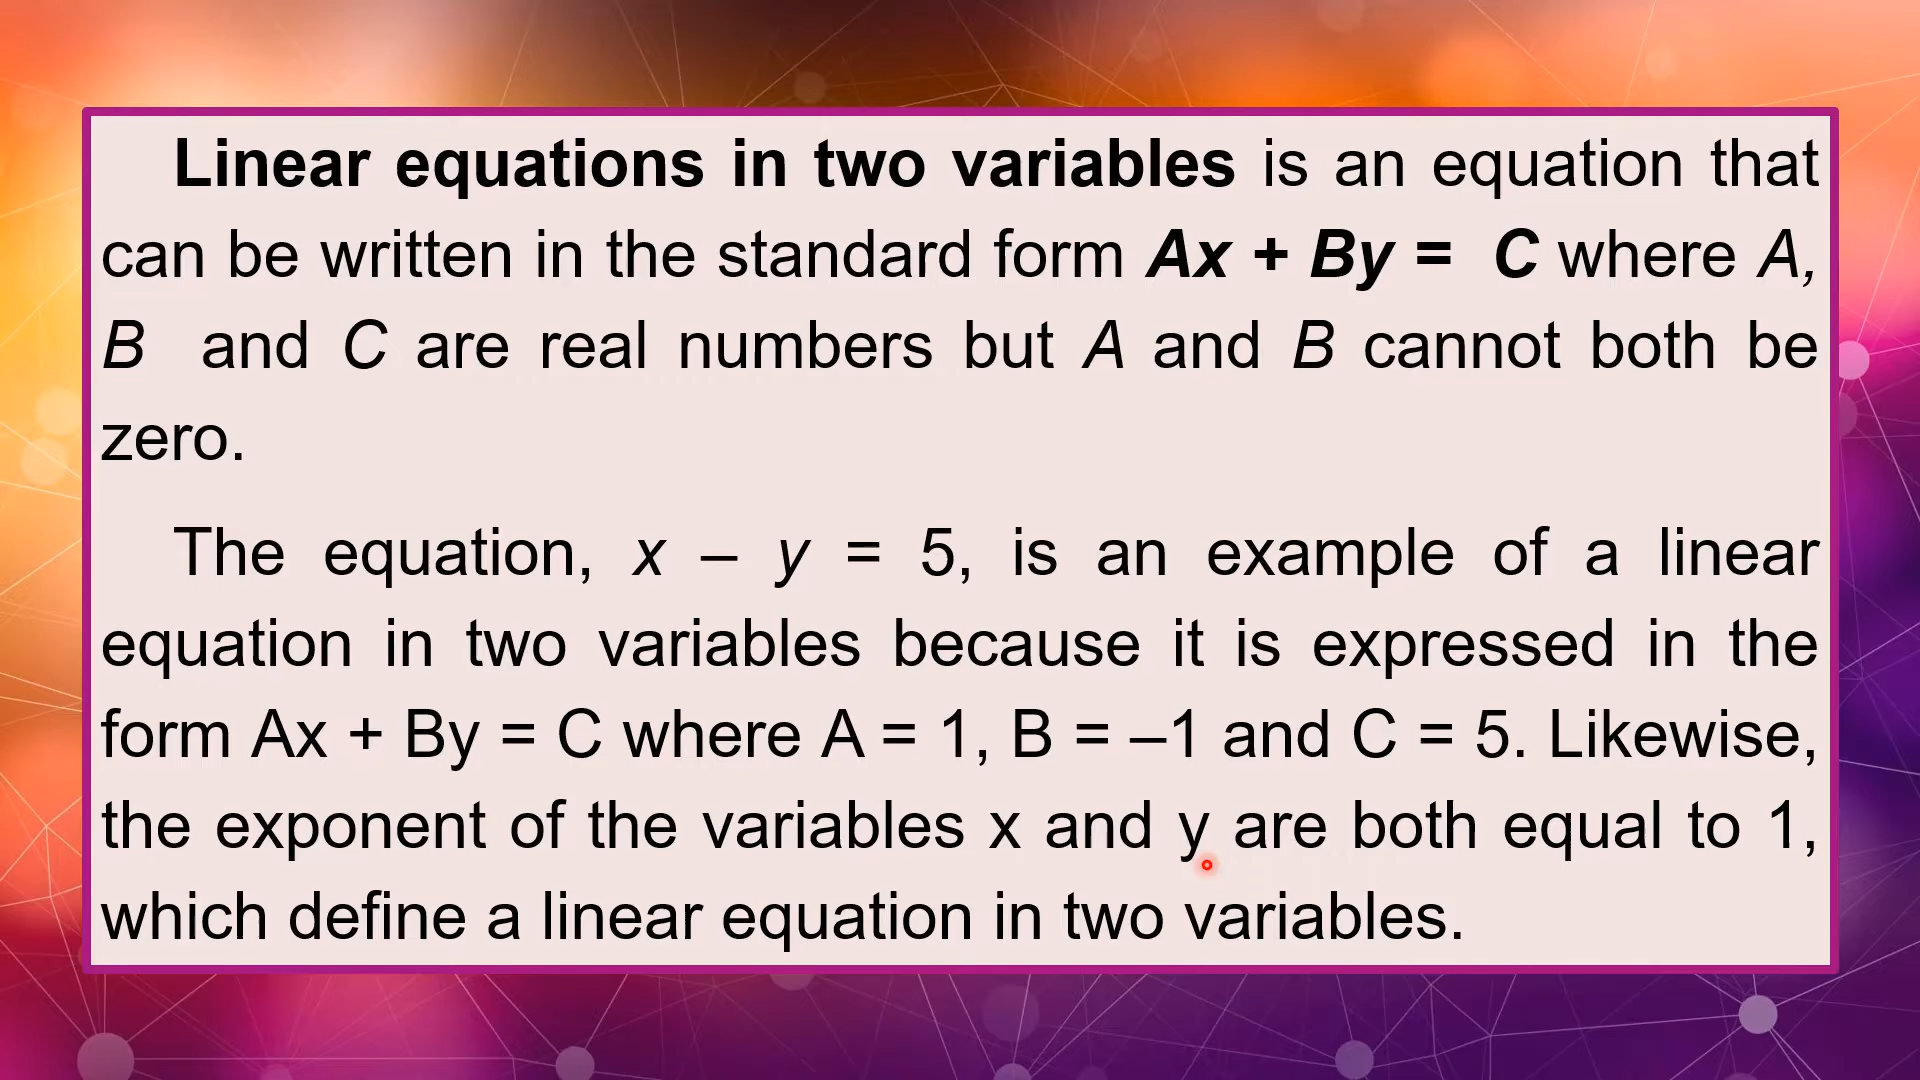 Linear equations in two variables is an equation that
can be written in the standard form Ax + By = C where A,
B and C are real numbers but A and B cannot both be
zero.
The equation, x – y = 5, is an example of a linear
equation in two variables because it is expressed in the
form Ax + By = C where A = 1, B = –1 and C = 5. Likewise,
the exponent of the variables x and y are both equal to 1,
which define a linear equation in two variables.